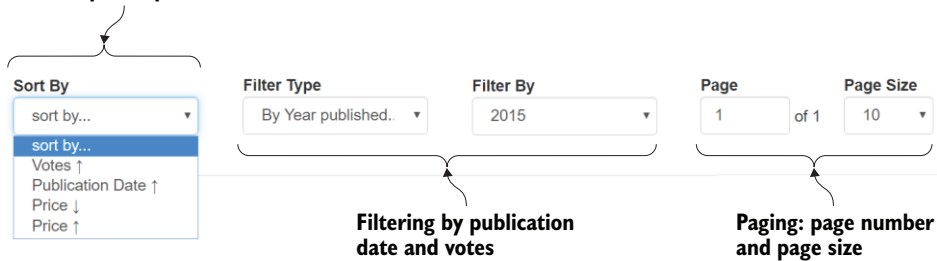 Sort By
Filter Type
Filter By
Page
Page Size
sort by...
By Year published..
2015
1
of 1
10
sort by...
Votes ↑
Publication Date ↑
Price ↓
Price ↑
Filtering by publication
date and votes
Paging: page number
and page size